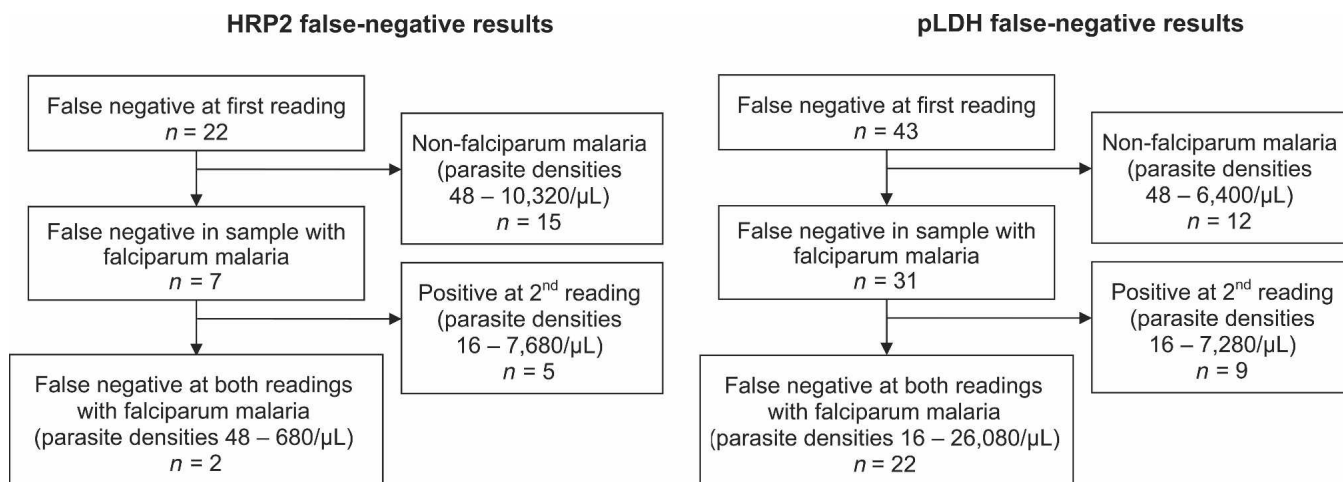 HRP2 false-negative results
False negative at first reading
n = 22
Non-falciparum malaria
(parasite densities
48 – 10,320/µL)
n = 15
False negative in sample with
falciparum malaria
n = 7
Positive at 2nd reading
(parasite densities
16 – 7,680/µL)
n = 5
False negative at both readings
with falciparum malaria
(parasite densities 48 – 680/µL)
n = 2
pLDH false-negative results
False negative at first reading
n = 43
Non-falciparum malaria
(parasite densities
48 – 6,400/µL)
n = 12
False negative in sample with
falciparum malaria
n = 31
Positive at 2nd reading
(parasite densities
16 – 7,280/µL)
n = 9
False negative at both readings
with falciparum malaria
(parasite densities 16 – 26,080/µL)
n = 22